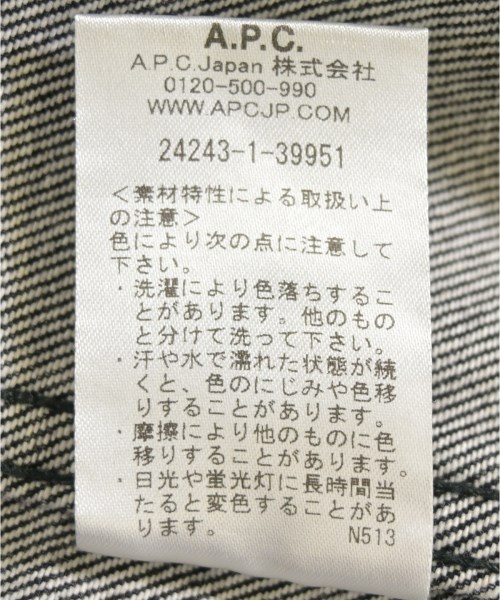 A.P.C.
A.P.C.Japan 株式会社
0120-500-990
WWW.APCJP.COM
24243-1-39951
<素材特性による取扱い上
の注意>
色により次の点に注意して
下さい。
・洗濯により色落ちするこ
とがあります。他のもの
と分けて洗って下さい。
・汗や水で濡れた状態が続
くと、色のにじみや色移
りすることがあります。
・摩擦により他のものに色
移りすることがあります。
・日光や蛍光灯に長時間当
たると変色することがあ
ります。 N513